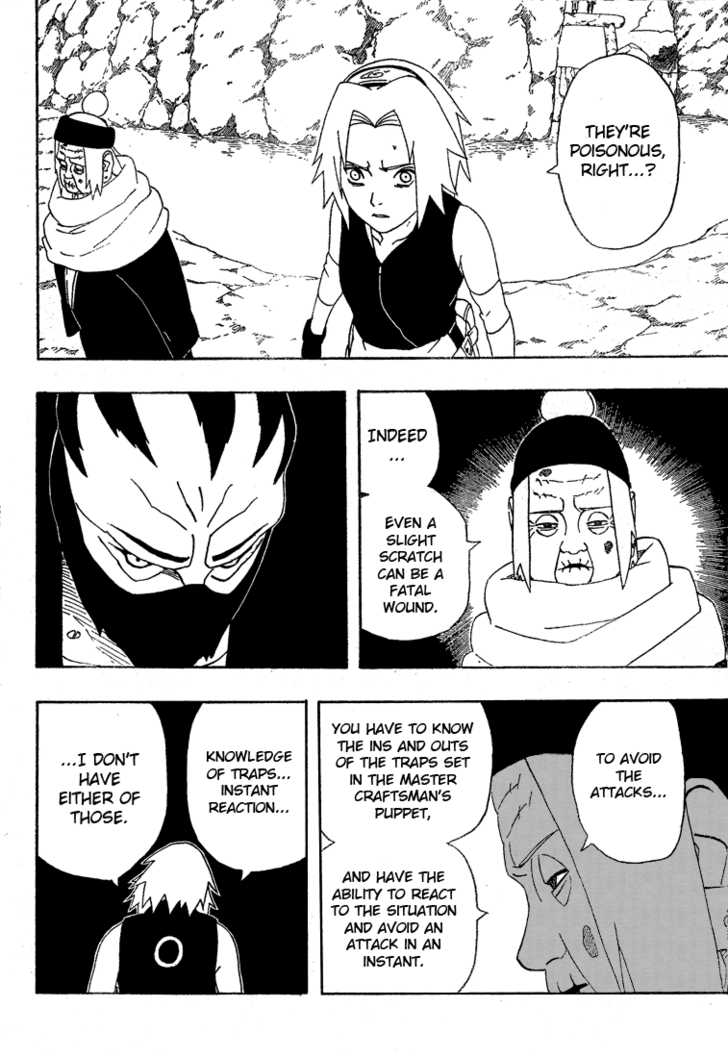 THEY'RE
POISONOUS,
RIGHT...?
INDEED
...
EVEN A
SLIGHT
SCRATCH
CAN BE A
FATAL
WOUND.
TO AVOID
THE
ATTACKS...
YOU HAVE TO KNOW
THE INS AND OUTS
OF THE TRAPS SET
IN THE MASTER
CRAFTSMAN'S
PUPPET,
AND HAVE THE
ABILITY TO REACT
TO THE SITUATION
AND AVOID AN
ATTACK IN AN
INSTANT.
KNOWLEDGE
OF TRAPS...
INSTANT
REACTION...
...I DON'T
HAVE
EITHER OF
THOSE.